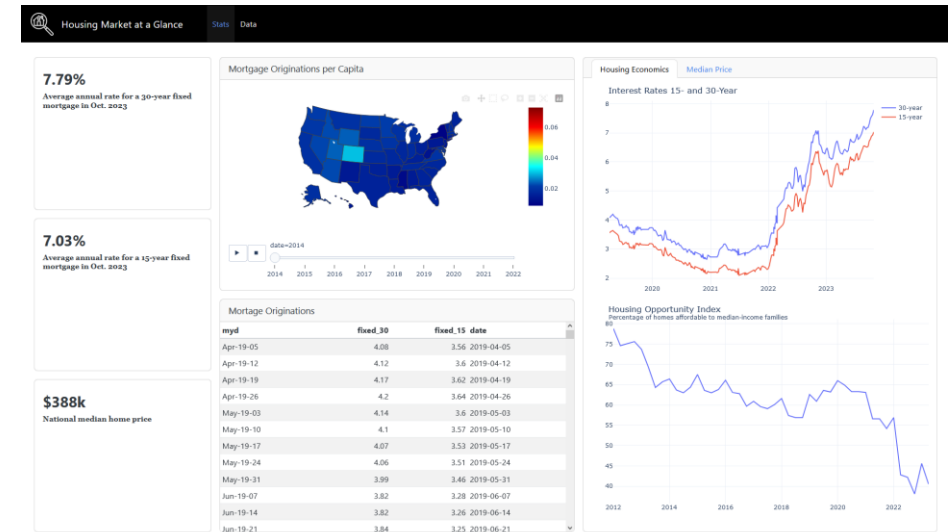 Housing Market at a Glance
Stats
Data
7.79%
Average annual rate for a 30-year fixed
mortgage in Oct. 2023
7.03%
Average annual rate for a 15-year fixed
mortgage in Oct. 2023
$388k
National median home price
Mortgage Originations per Capita
0.06
0.04
0.02
date=2014
2014 2015 2016 2017 2018 2019 2020 2021 2022
Mortage Originations
myd fixed_30 fixed_15 date
Apr-19-05 4.08 3.56 2019-04-05
Apr-19-12 4.12 3.6 2019-04-12
Apr-19-19 4.17 3.62 2019-04-19
Apr-19-26 4.2 3.64 2019-04-26
May-19-03 4.14 3.6 2019-05-03
May-19-10 4.1 3.57 2019-05-10
May-19-17 4.07 3.53 2019-05-17
May-19-24 4.06 3.51 2019-05-24
May-19-31 3.99 3.46 2019-05-31
Jun-19-07 3.82 3.28 2019-06-07
Jun-19-14 3.82 3.26 2019-06-14
Jun-19-21 3.84 3.25 2019-06-21
Housing Economics
Median Price
Interest Rates 15- and 30-Year
8
7
6
5
4
3
2
2020 2021 2022 2023
30-year
15-year
Housing Opportunity Index
Percentage of homes affordable to median-income families
80
75
70
65
60
55
50
45
40
2012 2014 2016 2018 2020 2022